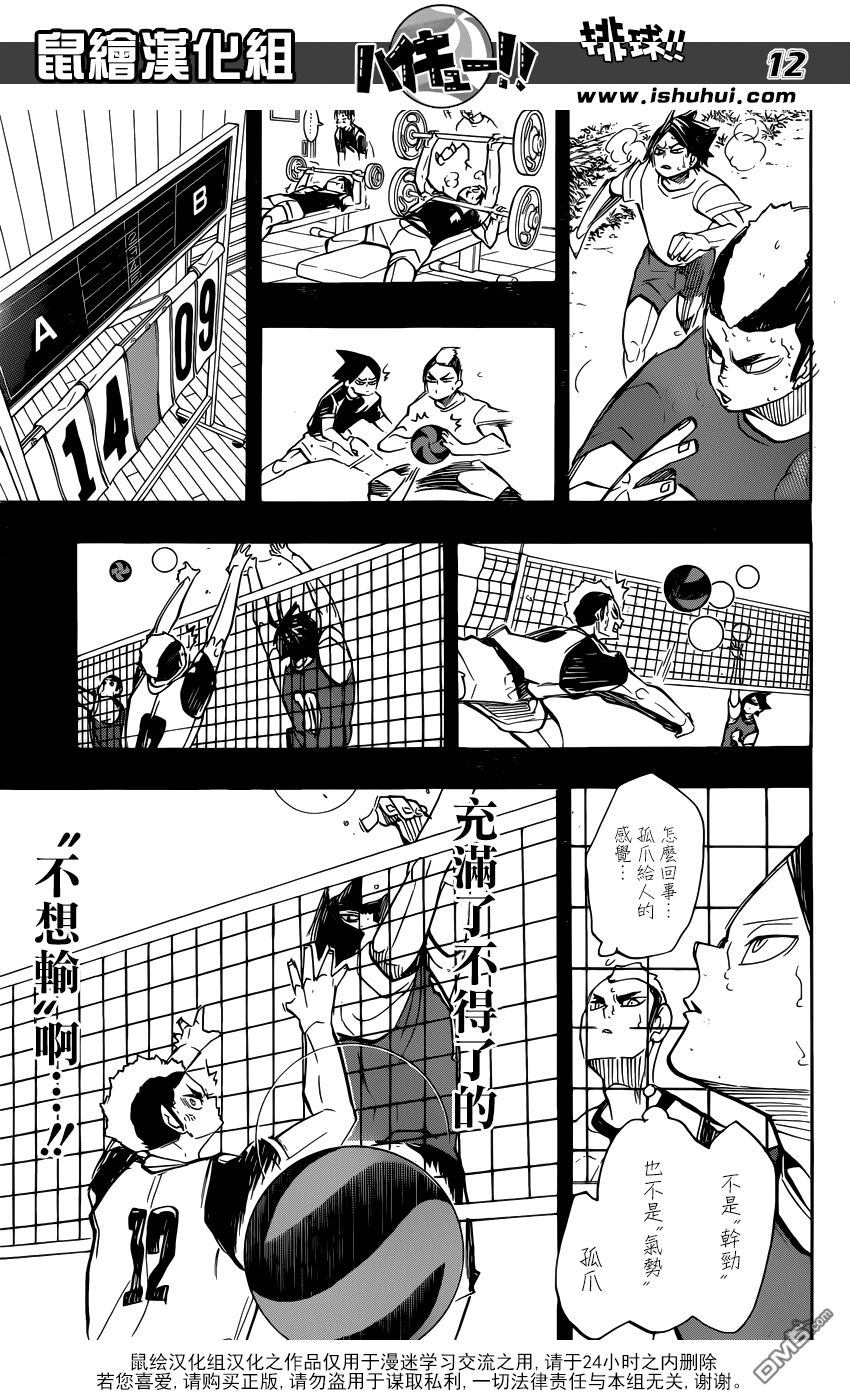 鼠繪漢化組
ハイキュー!!
排球!!
12
www.ishuhui.com
A
B
14
09
10
12
怎麼回事…
孤爪給人的
感覺…
不是“幹勁”
也不是“氣勢”
孤爪
充滿了不得了的
“不想輸”啊…!!
12
鼠绘汉化组汉化之作品仅用于漫迷学习交流之用, 请于24小时之内删除
若您喜爱, 请购买正版, 请勿盗用于谋取私利, 一切法律责任与本组无关, 谢谢.
DM5.com